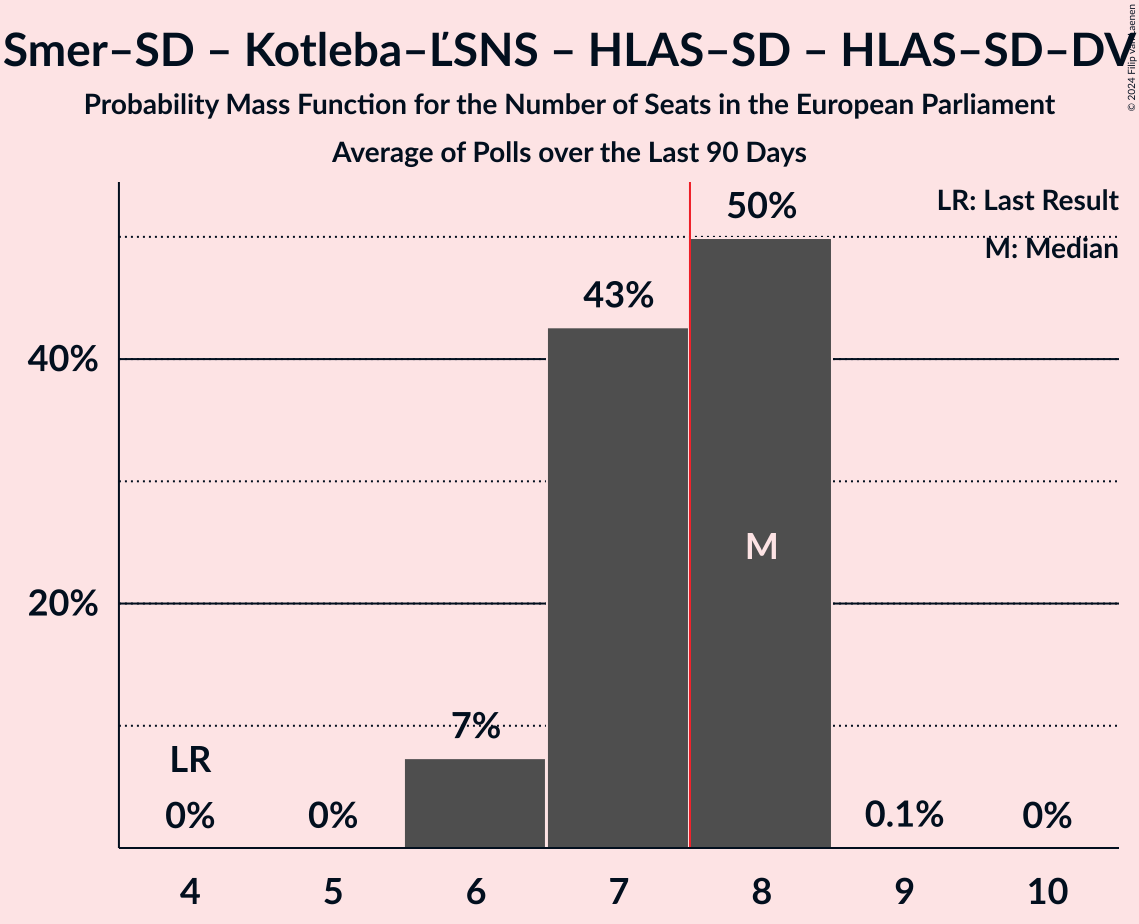 Smer–SD – Kotleba–ĽSNS – HLAS–SD – HLAS–SD–DV
© 2024 Filip van Laenen
Probability Mass Function for the Number of Seats in the European Parliament
Average of Polls over the Last 90 Days
LR: Last Result
M: Median
50%
43%
40%
M
20%
7%
LR
0%
0%
0.1%
0%
4 5 6 7 8 9 10